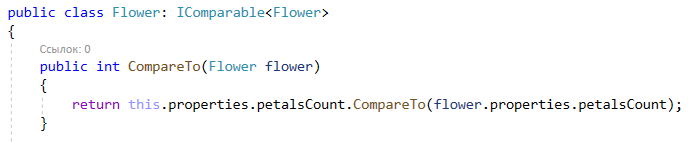 public class Flower: IComparable<Flower>
{
Ссылок: 0
public int CompareTo(Flower flower)
{
return this.properties.petalsCount.CompareTo(flower.properties.petalsCount);
}